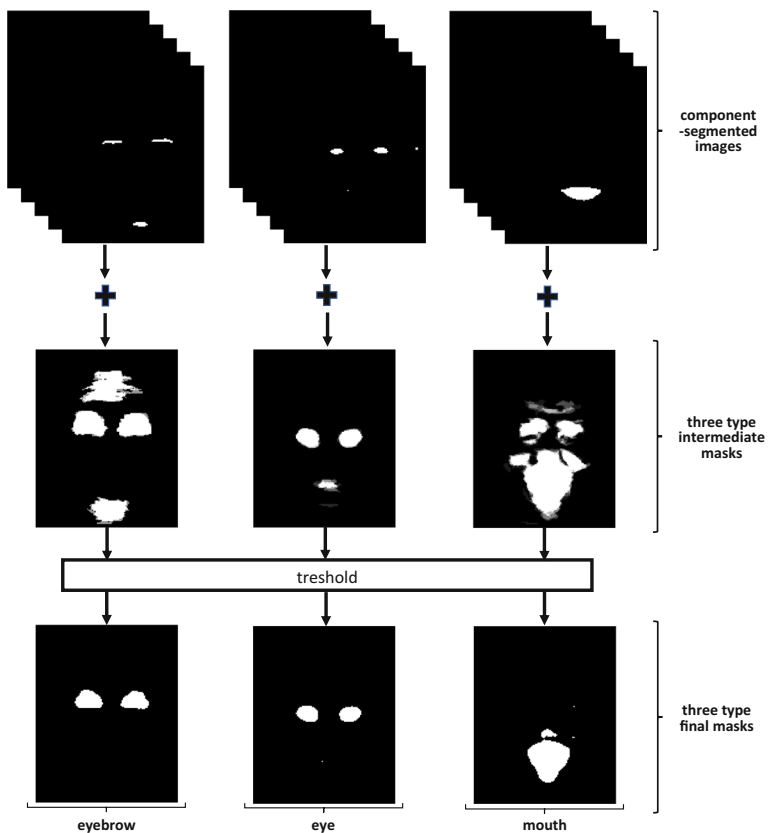 component
-segmented
images
three type
intermediate
masks
treshold
three type
final masks
eyebrow
eye
mouth